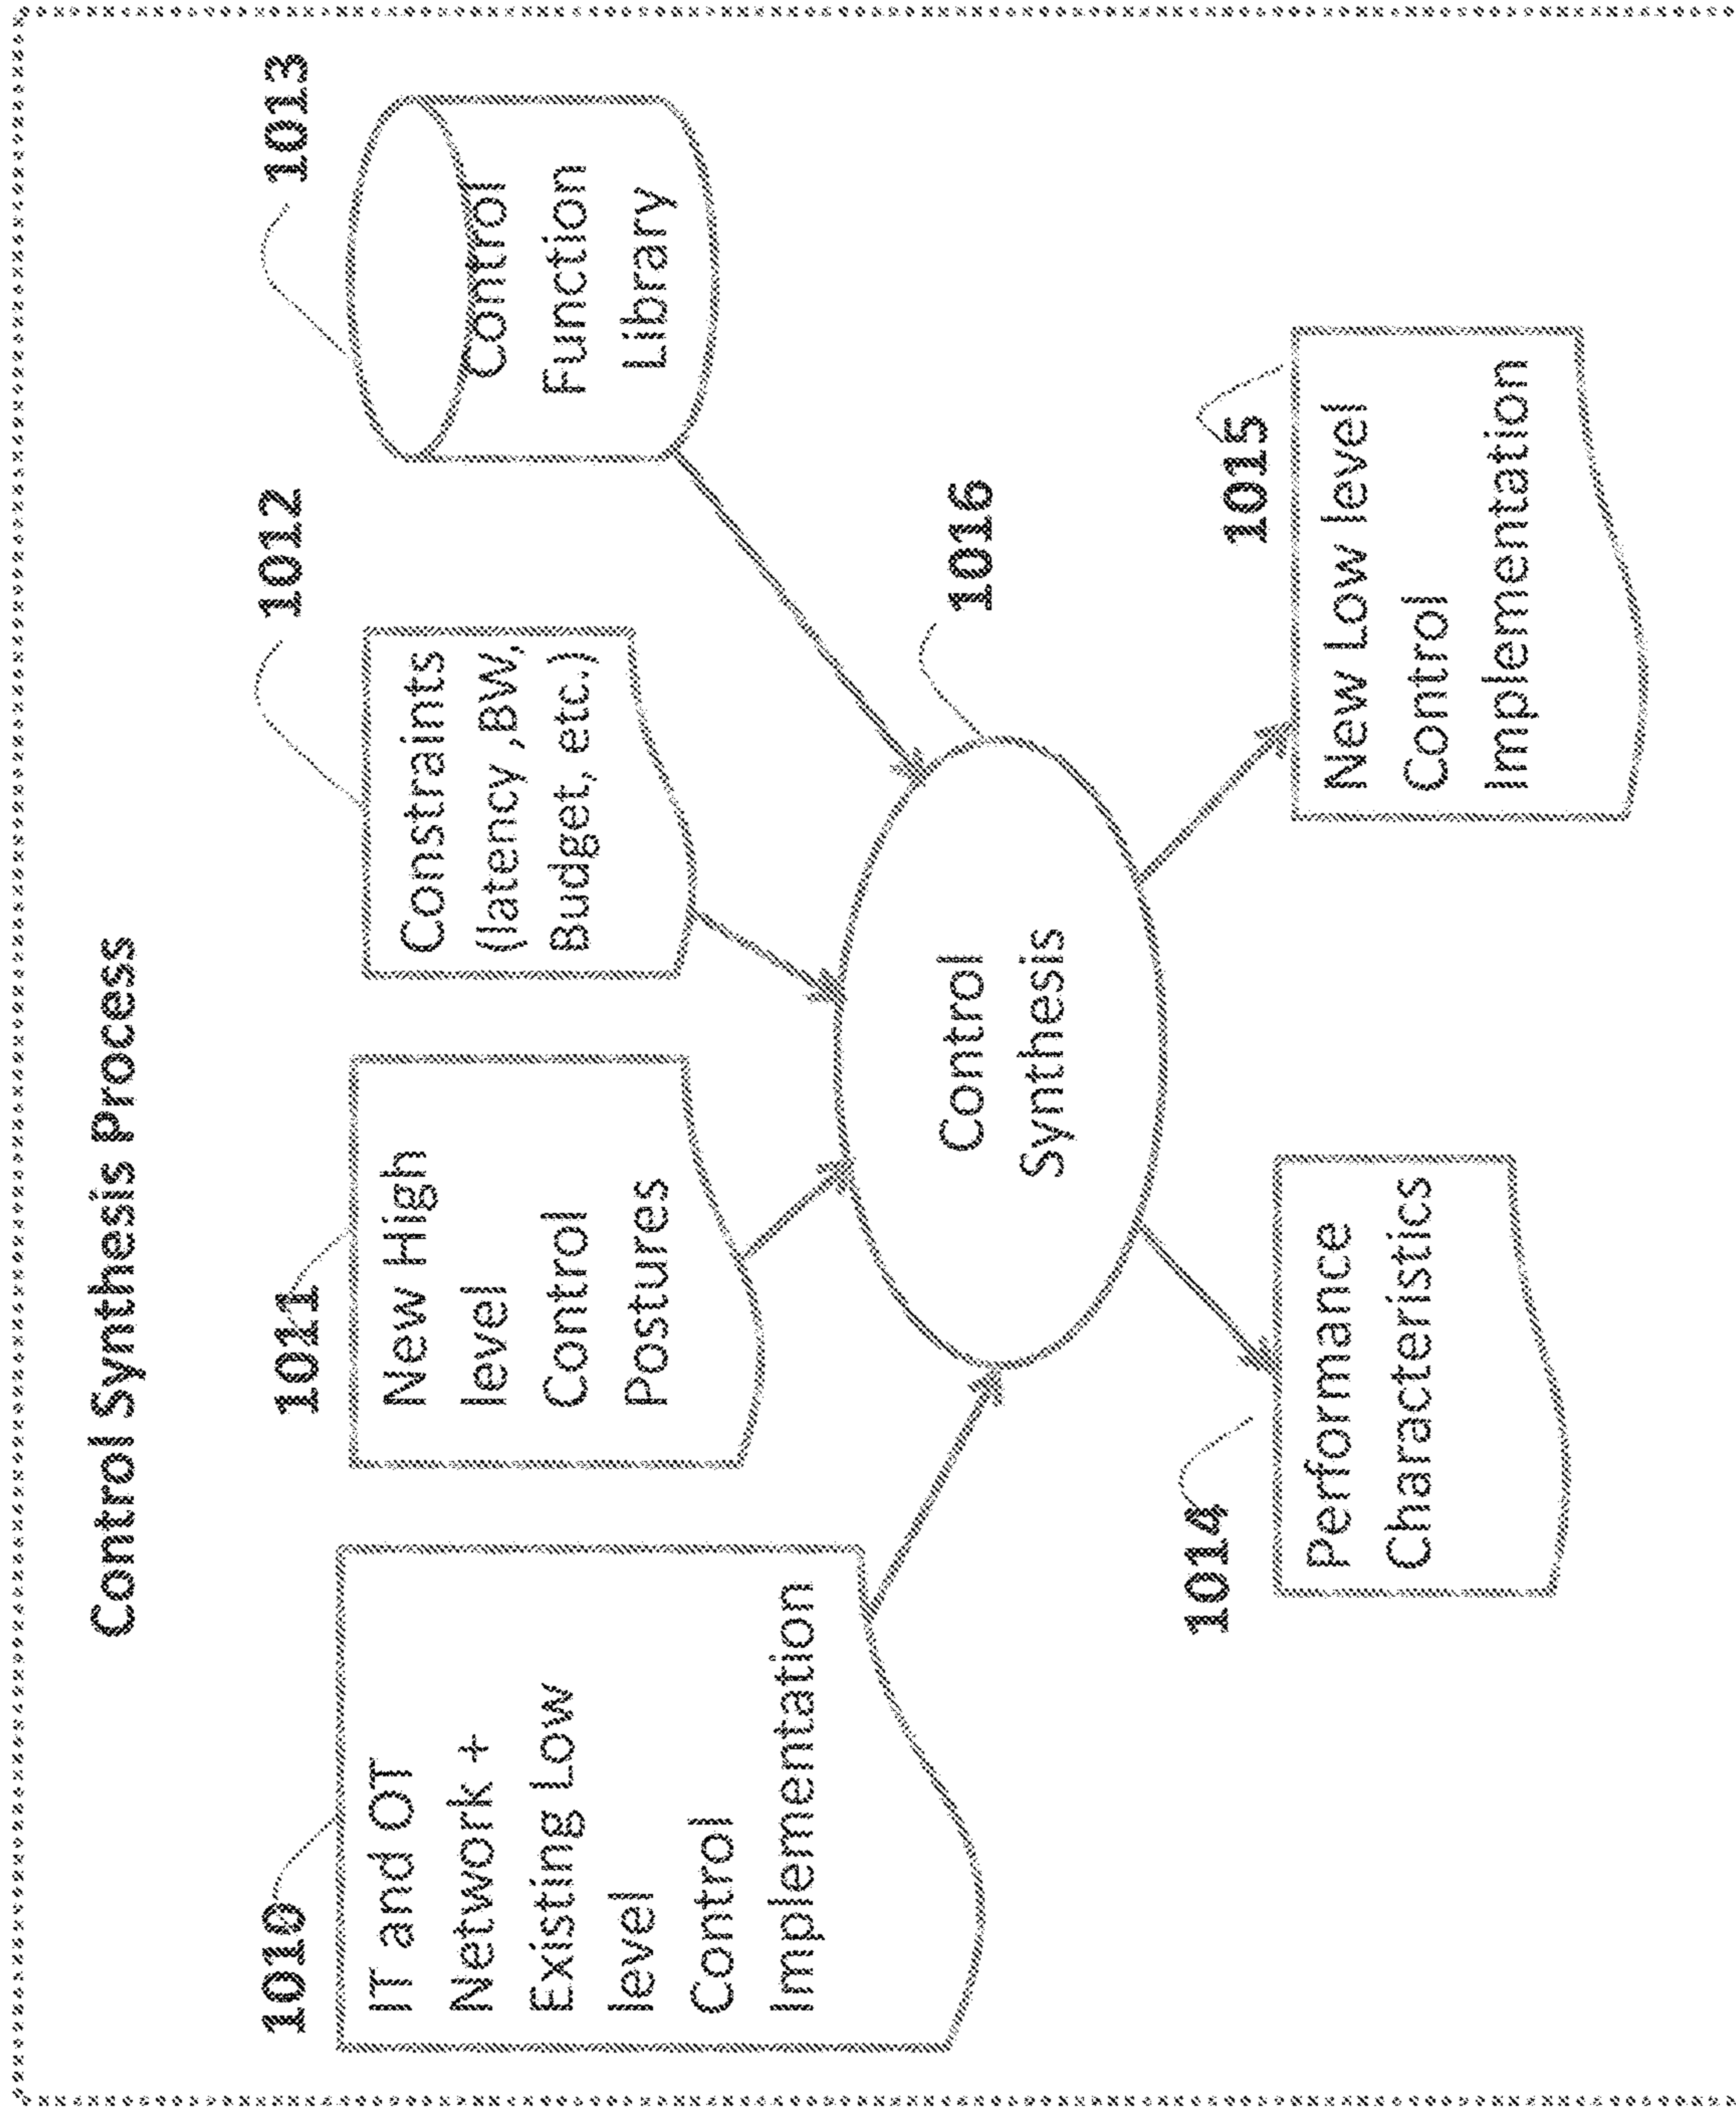 Control Synthesis Process
1010
IT and OT
Network +
Existing Low
level
Control
Implementation
1011
New High
level
Control
Postures
1012
Constraints
(latency ,BW,
Budget, etc.)
1013
Control
Function
Library
1016
Control
Synthesis
1014
Performance
Characteristics
1015
New Low level
Control
Implementation